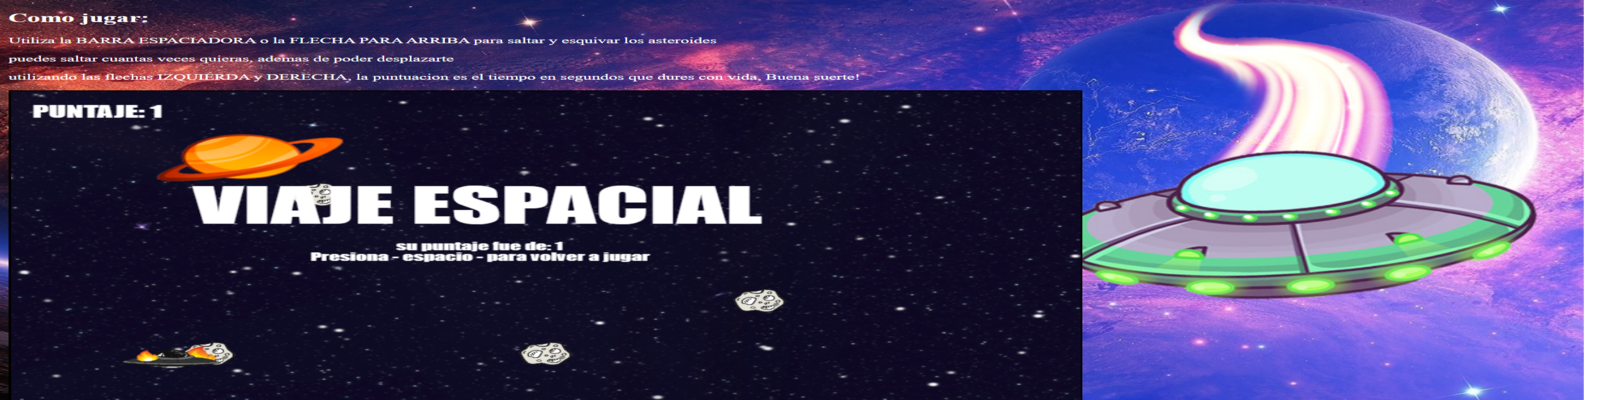 Como jugar:
Utiliza la BARRA ESPACIADORA o la FLECHA PARA ARRIBA para saltar y esquivar los asteroides
puedes saltar cuantas veces quieras, ademas de poder desplazarte
utilizando las flechas IZQUIERDA y DERECHA, la puntuacion es el tiempo en segundos que dures con vida, Buena suerte!
PUNTAJE: 1
VIAJE ESPACIAL
su puntaje fue de: 1
Presiona - espacio - para volver a jugar